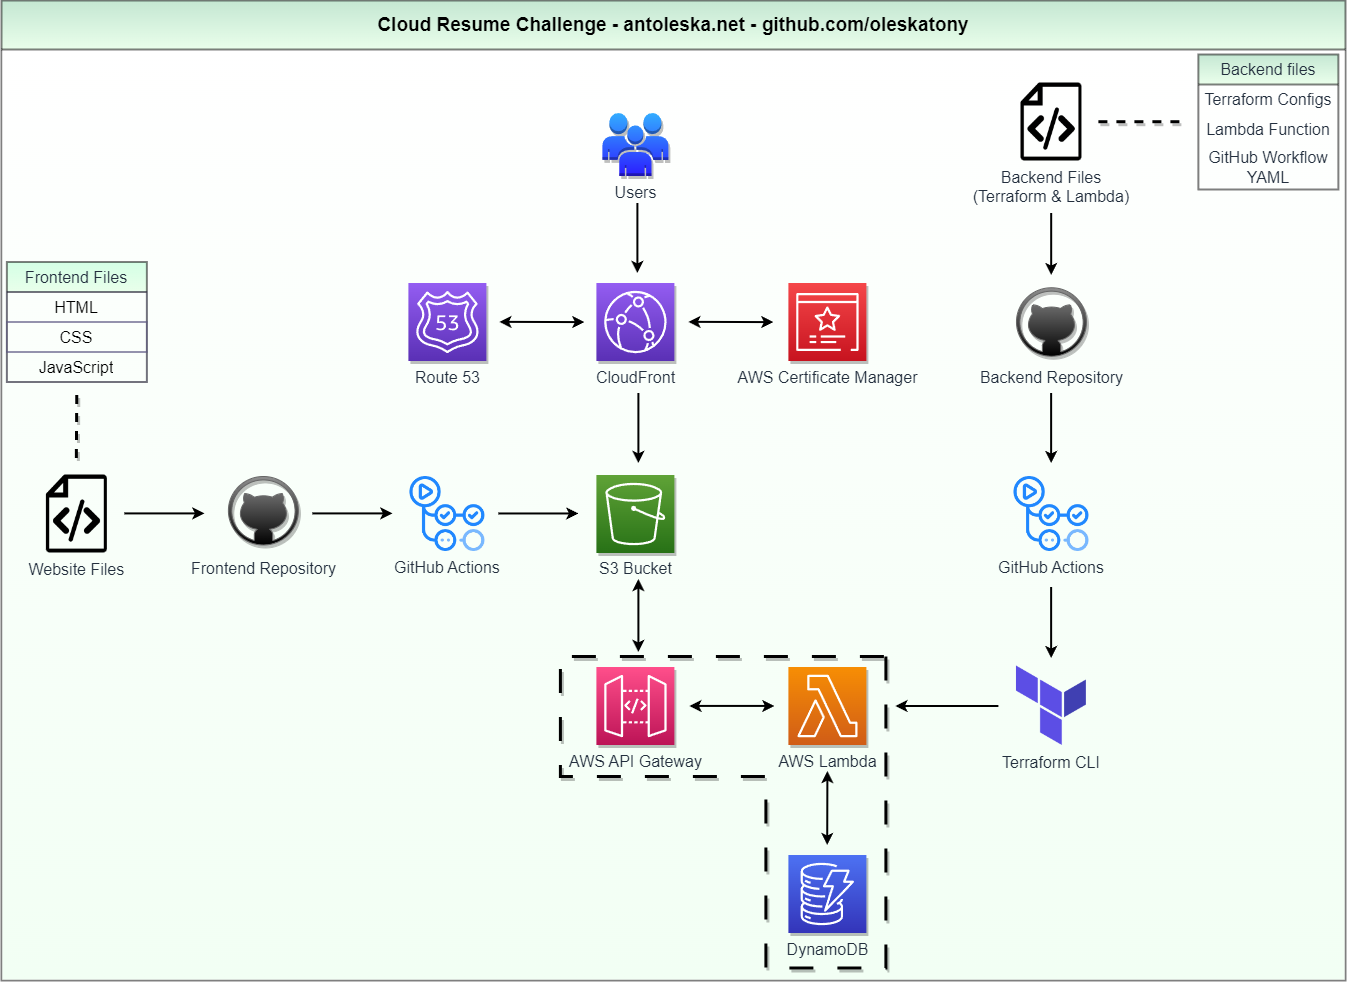 Cloud Resume Challenge - antoleska.net - github.com/oleskatony
Backend files
Terraform Configs
Lambda Function
GitHub Workflow
YAML
Backend Files
(Terraform & Lambda)
Users
Frontend Files
HTML
CSS
JavaScript
53
Route 53
CloudFront
AWS Certificate Manager
Backend Repository
Website Files
Frontend Repository
GitHub Actions
S3 Bucket
GitHub Actions
AWS API Gateway
AWS Lambda
Terraform CLI
DynamoDB